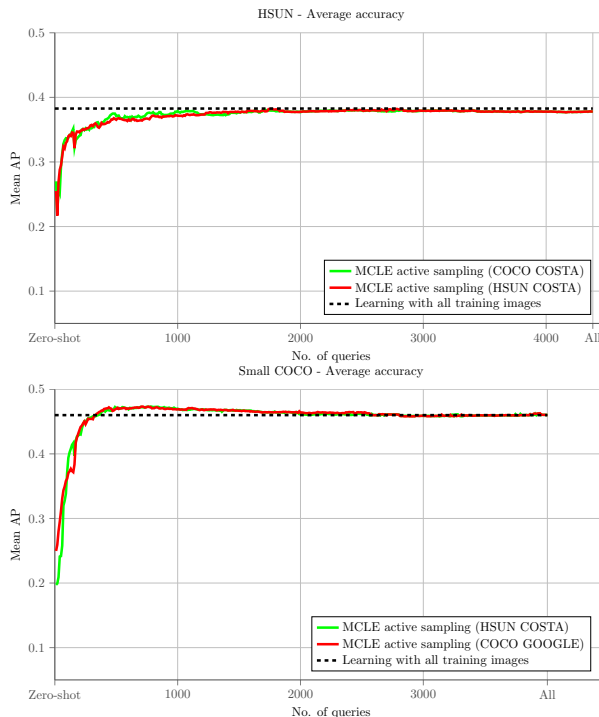 HSUN - Average accuracy
0.5
0.4
0.3
0.2
0.1
Mean AP
MCLE active sampling (COCO COSTA)
MCLE active sampling (HSUN COSTA)
Learning with all training images
Zero-shot 1000 2000 3000 4000 All
No. of queries
Small COCO - Average accuracy
0.5
0.4
0.3
0.2
0.1
Mean AP
MCLE active sampling (HSUN COSTA)
MCLE active sampling (COCO GOOGLE)
Learning with all training images
Zero-shot 1000 2000 3000 All
No. of queries